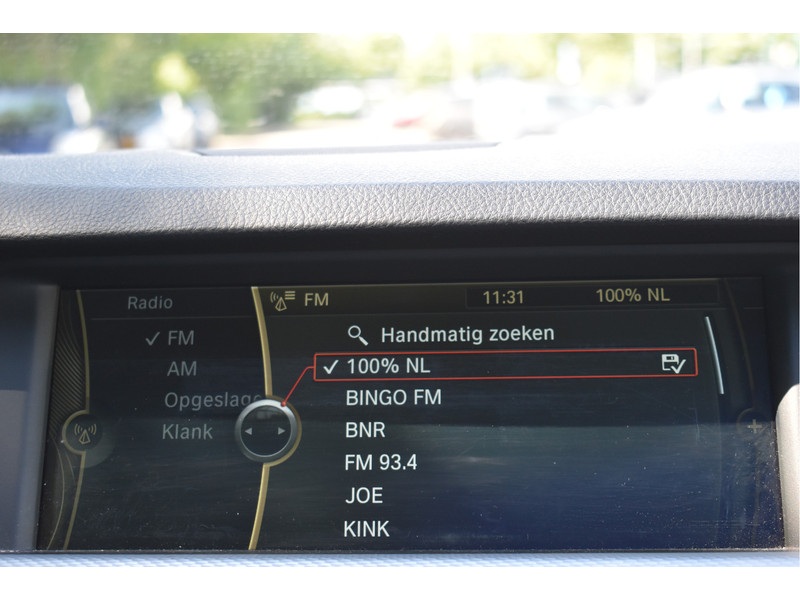 Radio
FM
11:31
100% NL
FM
AM
Klank
Handmatig zoeken
100% NL
BINGO FM
BNR
FM 93.4
JOE
KINK